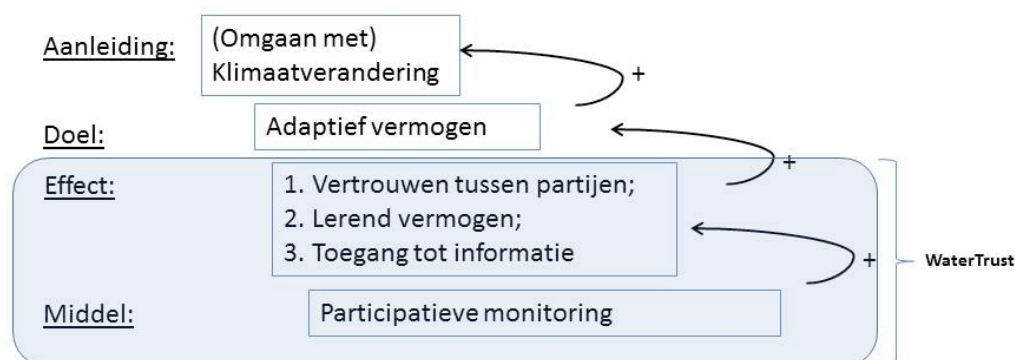 Aanleiding:
(Omgaan met)
Klimaatverandering
+
Doel:
Adaptief vermogen
+
Effect:
1. Vertrouwen tussen partijen;
2. Lerend vermogen;
3. Toegang tot informatie
+
WaterTrust
Middel:
Participatieve monitoring